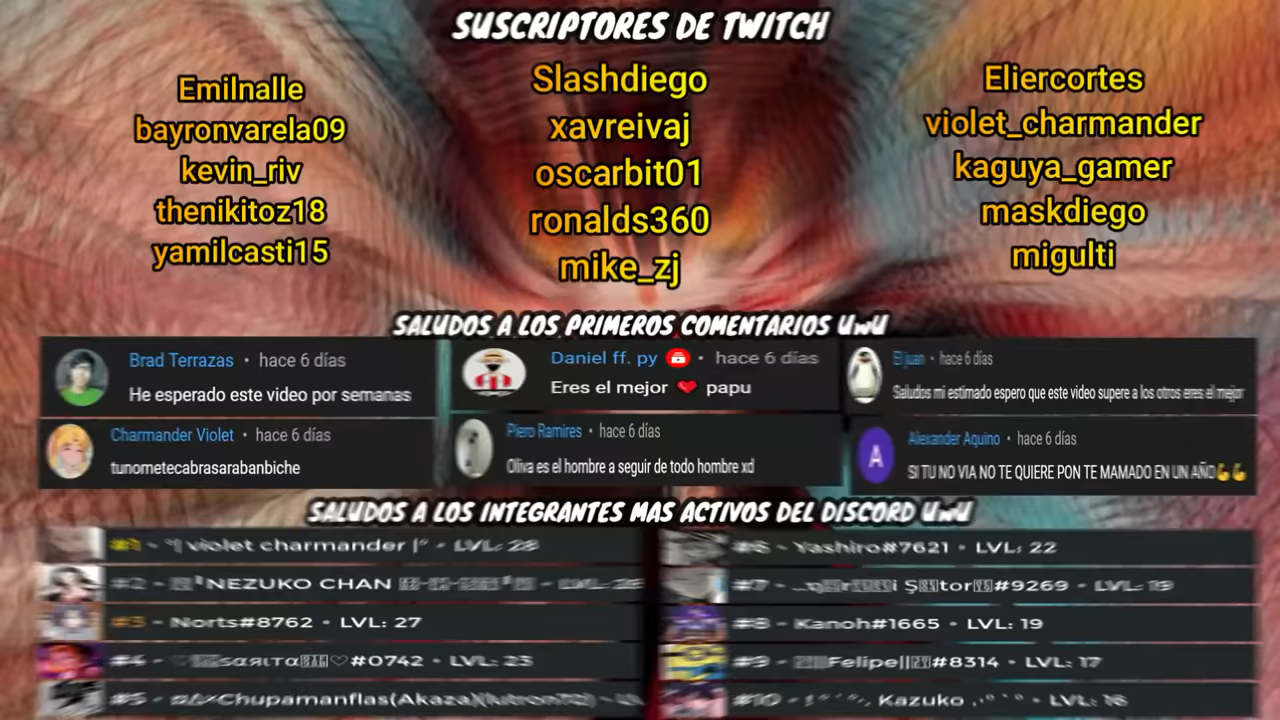 SUSCRIPTORES DE TWITCH
Emilnalle
bayronvarela09
kevin_riv
thenikitoz18
yamilcasti15
Slashdiego
xavreivaj
oscarbit01
ronalds360
mike_zj
Eliercortes
violet_charmander
kaguya_gamer
maskdiego
migulti
SALUDOS A LOS PRIMEROS COMENTARIOS UwU
Brad Terrazas • hace 6 días
He esperado este video por semanas
Charmander Violet • hace 6 días
tunometecabrasarabanbiche
Daniel ff. py • hace 6 días
Eres el mejor ❤ papu
Piero Ramires • hace 6 días
Oliva es el hombre a seguir de todo hombre xd
El juan • hace 6 días
Saludos mi estimado espero que este video supere a los otros eres el mejor
A
Alexander Aquino • hace 6 días
SI TU NO VIA NO TE QUIERE PON TE MAMADO EN UN AÑO💪💪
SALUDOS A LOS INTEGRANTES MAS ACTIVOS DEL DISCORD UwU
#1 • °| violet charmander |° • LVL: 28
#2 • NEZUKO CHAN
#3 • Norts#8762 • LVL: 27
#4 • #0742 • LVL: 23
#5 • Chupamanflas(Akaza)
#6 • Yashiro#7621 • LVL: 22
#7 • #9269 • LVL: 19
#8 • Kanoh#1665 • LVL: 19
#9 • Felipe||#8314 • LVL: 17
#10 • Kazuko • LVL: 16